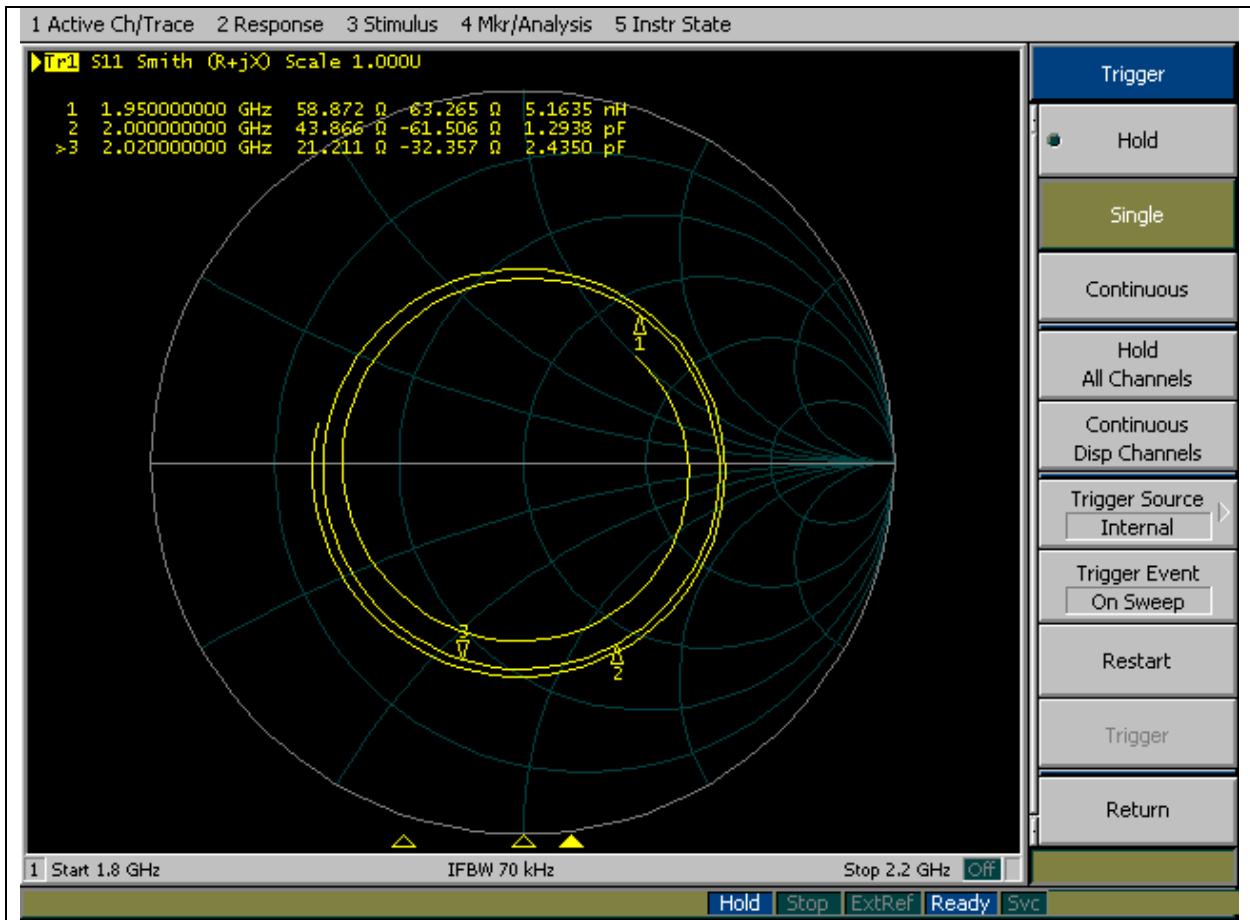 1 Active Ch/Trace 2 Response 3 Stimulus 4 Mkr/Analysis 5 Instr State
Tr1 S11 Smith (R+jX) Scale 1.000U
1 1.950000000 GHz 58.872 Ω 63.265 Ω 5.1635 nH
2 2.000000000 GHz 43.866 Ω -61.506 Ω 1.2938 pF
>3 2.020000000 GHz 21.211 Ω -32.357 Ω 2.4350 pF
1
3
2
1 Start 1.8 GHz IFBW 70 kHz Stop 2.2 GHz Off
Trigger
Hold
Single
Continuous
Hold
All Channels
Continuous
Disp Channels
Trigger Source
Internal
Trigger Event
On Sweep
Restart
Trigger
Return
Hold Stop ExtRef Ready Svc